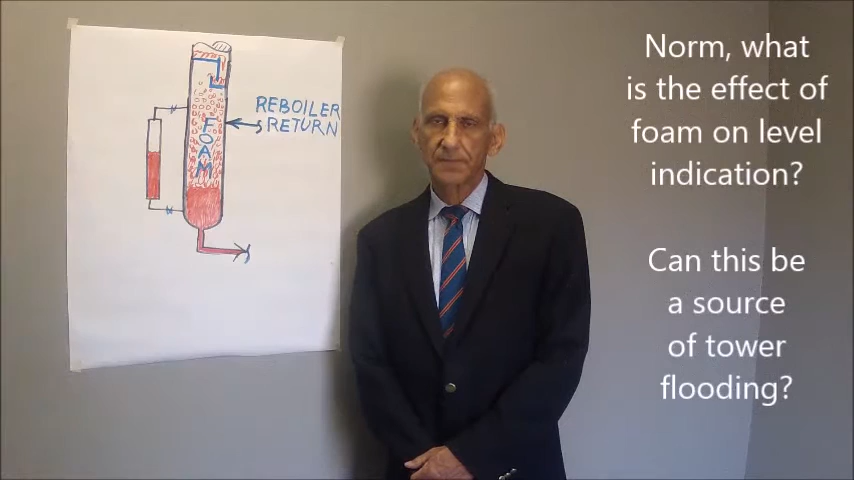 REBOILER
RETURN
FOAM
Norm, what
is the effect of
foam on level
indication?
Can this be
a source
of tower
flooding?